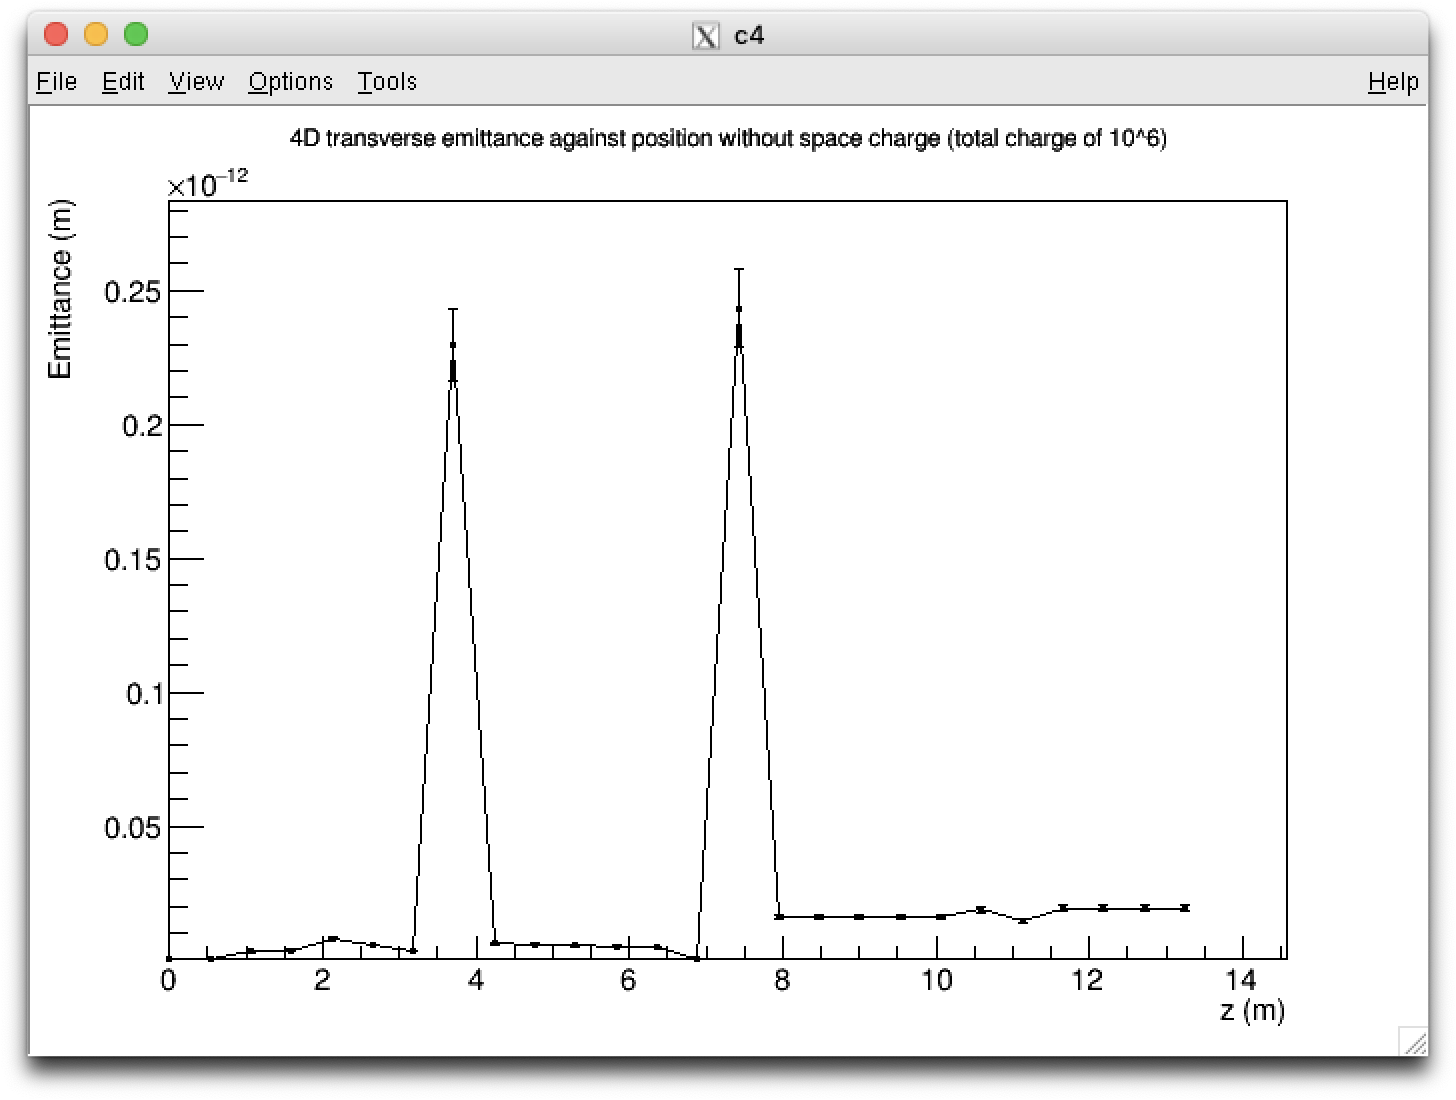 c4
File Edit View Options Tools Help
4D transverse emittance against position without space charge (total charge of 10^6)
×10⁻¹²
Emittance (m)
0.25
0.2
0.15
0.1
0.05
0 2 4 6 8 10 12 14
z (m)